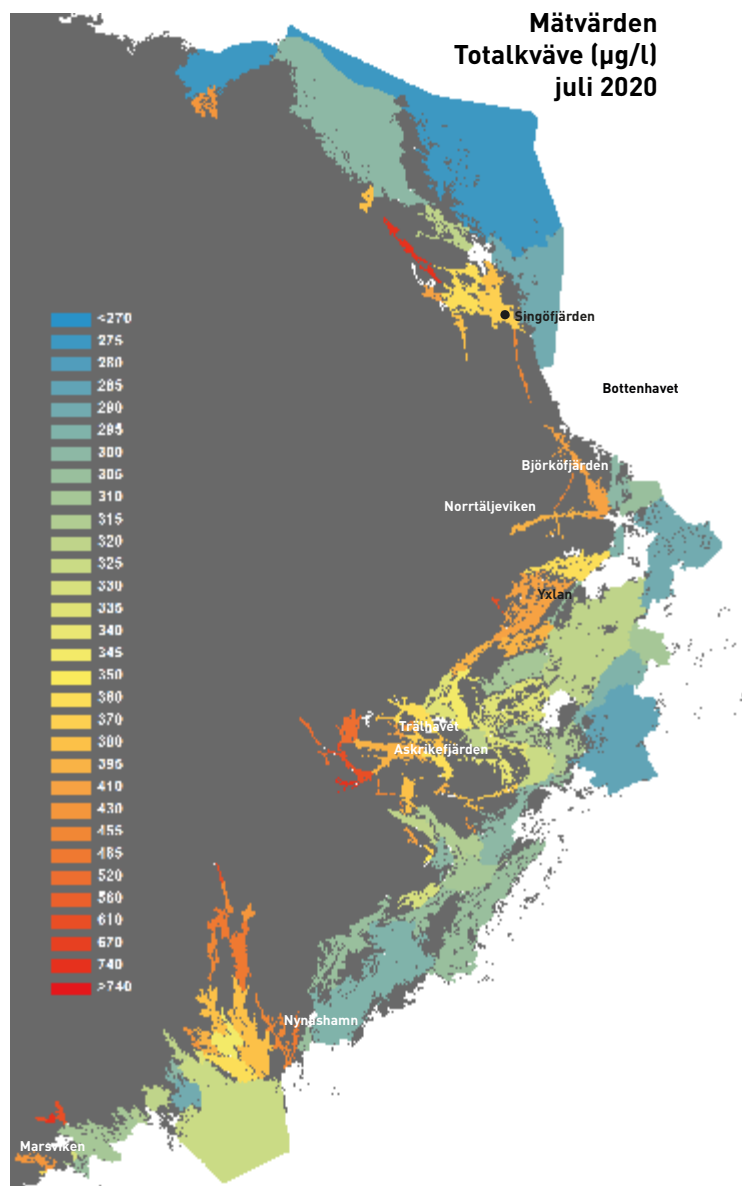 Mätvärden
Totalkväve (µg/l)
juli 2020
<270
275
280
285
290
295
300
305
310
315
320
325
330
335
340
345
350
360
370
380
395
410
430
455
485
520
560
610
670
740
>740
Singöfjärden
Bottenhavet
Björköfjärden
Norrtäljeviken
Yxlan
Trälhavet
Askrikefjärden
Nynäshamn
Marsviken